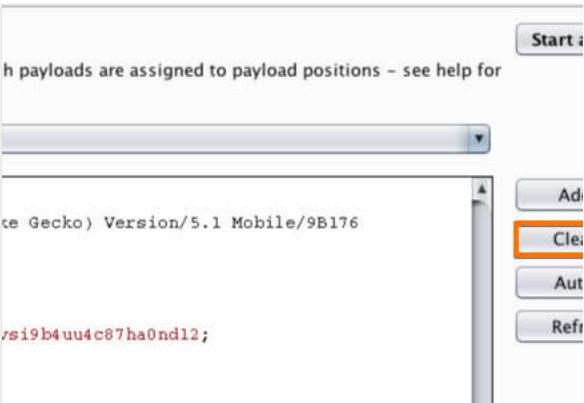 Start a
h payloads are assigned to payload positions – see help for
Add
ke Gecko) Version/5.1 Mobile/9B176
Clea
Aut
vsi9b4uu4c87ha0ndl2;
Refr